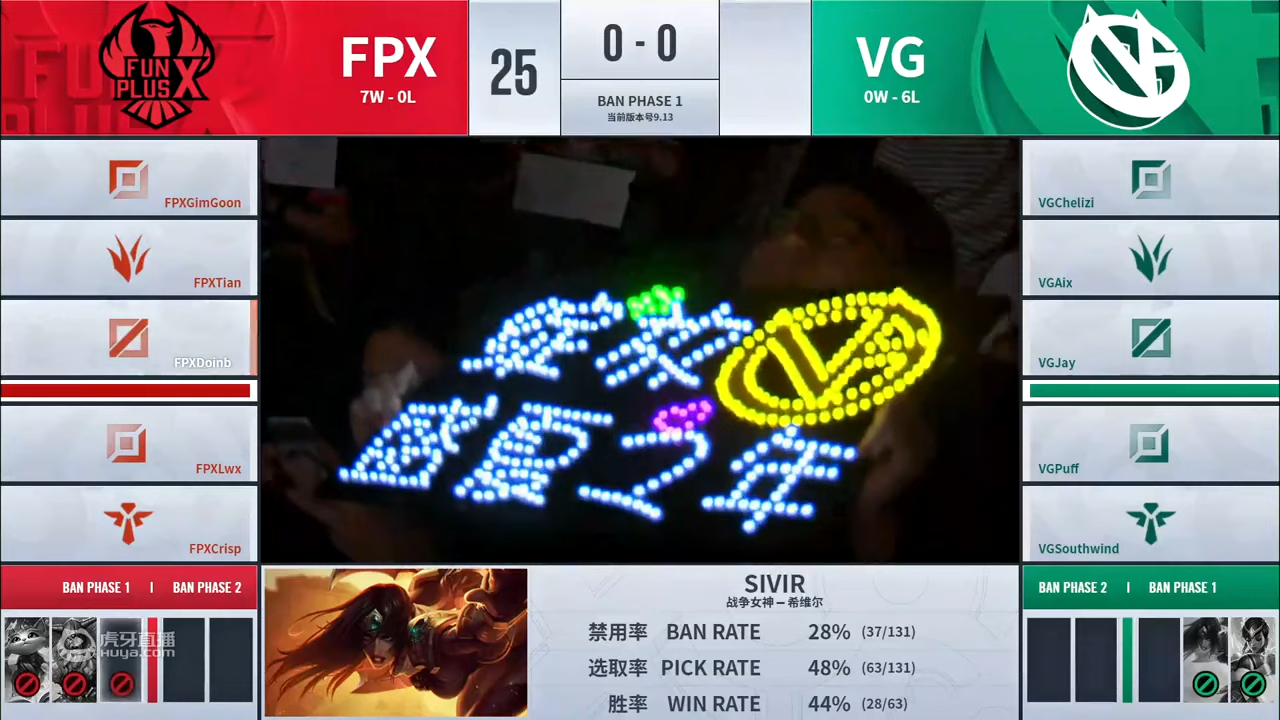 FUN PLUS X
FPX
7W - 0L
25
0 - 0
BAN PHASE 1
当前版本号9.13
VG
0W - 6L
FPXGimGoon
FPXTian
FPXDoinb
FPXLwx
FPXCrisp
VGChelizi
VGAix
VGJay
VGPuff
VGSouthwind
BAN PHASE 1 | BAN PHASE 2
虎牙直播
Huya.com
SIVIR
战争女神 – 希维尔
禁用率 BAN RATE 28% (37/131)
选取率 PICK RATE 48% (63/131)
胜率 WIN RATE 44% (28/63)
BAN PHASE 2 | BAN PHASE 1